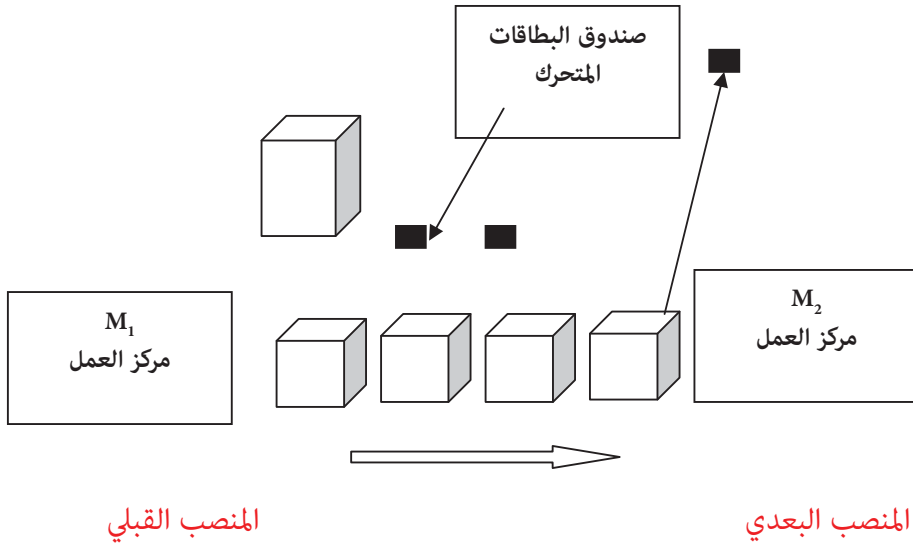 صندوق البطاقات
المتحرك
M₂
مركز العمل
M₁
مركز العمل
المنصب البعدي
المنصب القبلي